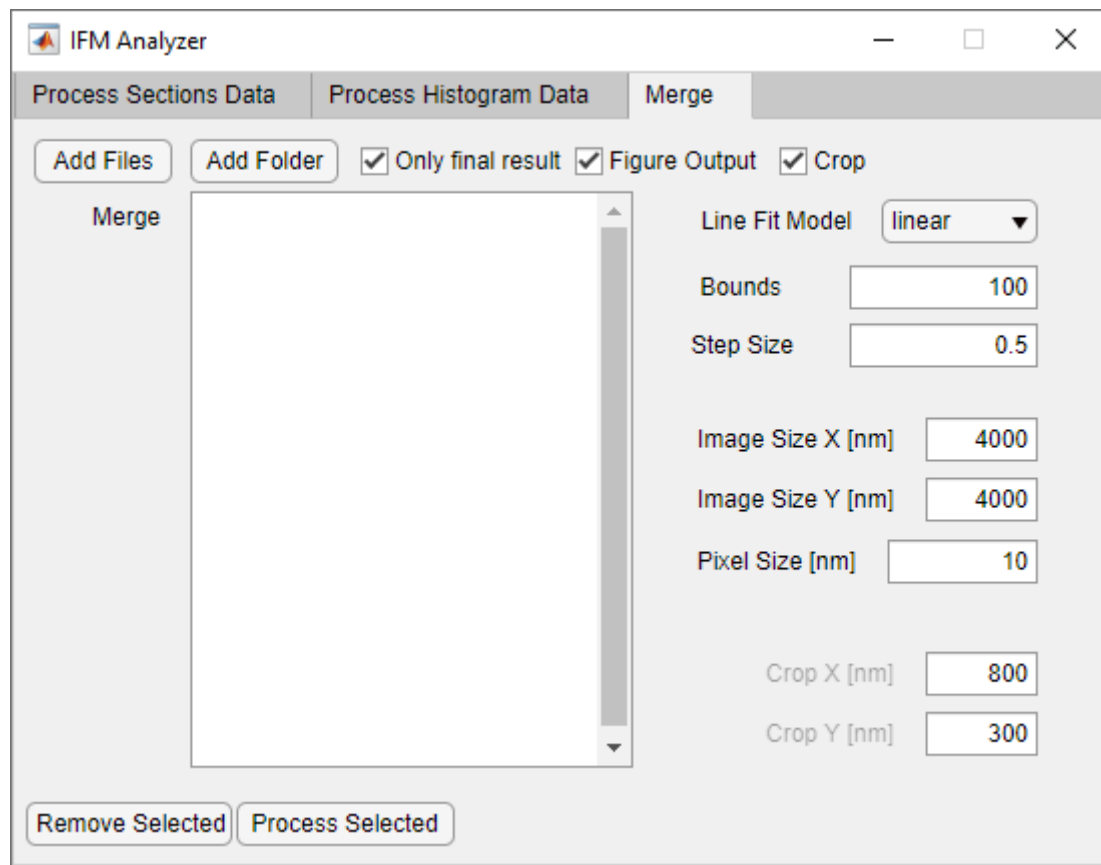 IFM Analyzer
Process Sections Data Process Histogram Data Merge
Add Files Add Folder Only final result Figure Output Crop
Merge
Line Fit Model linear
Bounds 100
Step Size 0.5
Image Size X [nm] 4000
Image Size Y [nm] 4000
Pixel Size [nm] 10
Crop X [nm] 800
Crop Y [nm] 300
Remove Selected Process Selected